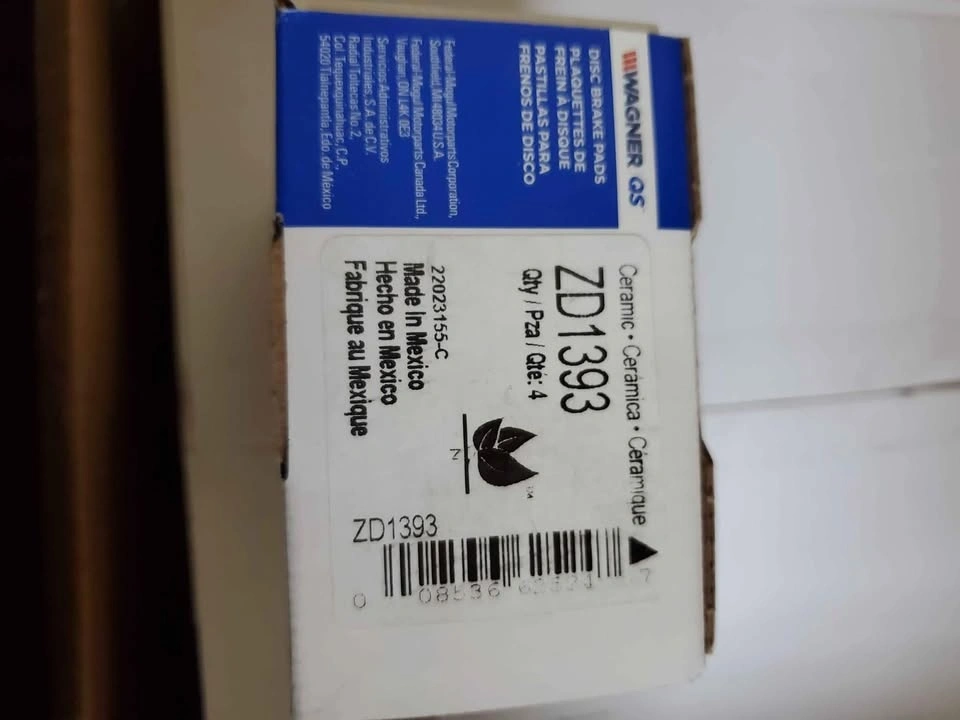 WAGNER QS
DISC BRAKE PADS
PLAQUETTES DE
FREIN À DISQUE
PASTILLAS PARA
FRENOS DE DISCO
Federal-Mogul Motorparts Corporation,
Southfield, MI 48034 U.S.A.
Federal-Mogul Motorparts Canada Ltd.,
Vaughan, ON L4K 0E3
Servicios Administrativos
Industriales, S.A. de C.V.
Radial Toltecas No. 2,
Col. Tequexquinahuac, C.P.,
54020 Tlalnepantla, Edo. de México
Ceramic • Cerámica • Céramique
ZD1393
Qty / Pza / Qté: 4
22023155-C
Made In Mexico
Hecho en Mexico
Fabrique au Mexique
N
TM
ZD1393
0 08536 7